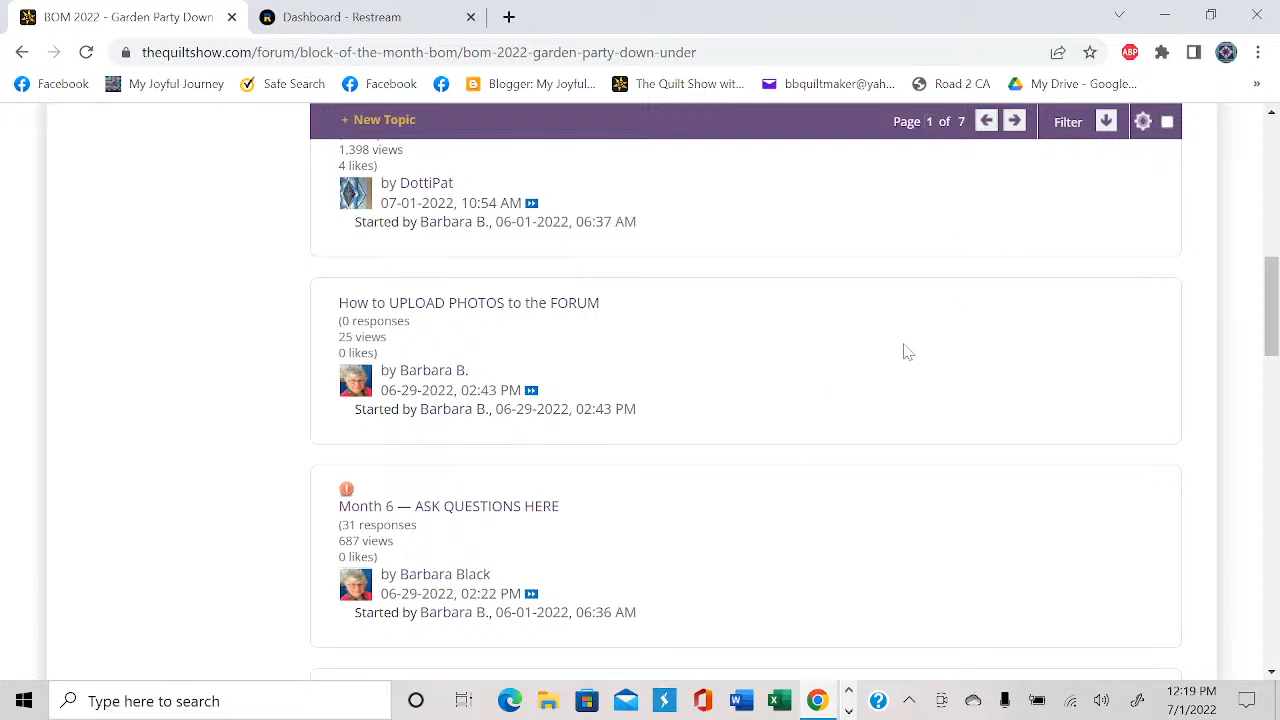 BOM 2022 - Garden Party Down
Dashboard - Restream
thequiltshow.com/forum/block-of-the-month-bom/bom-2022-garden-party-down-under
ABP
Facebook
My Joyful Journey
Safe Search
Facebook
Blogger: My Joyful...
The Quilt Show wit...
bbquiltmaker@yah...
Road 2 CA
My Drive - Google...
»
+ New Topic
Page 1 of 7
Filter
1,398 views
4 likes)
by DottiPat
07-01-2022, 10:54 AM
Started by Barbara B., 06-01-2022, 06:37 AM
How to UPLOAD PHOTOS to the FORUM
(0 responses
25 views
0 likes)
by Barbara B.
06-29-2022, 02:43 PM
Started by Barbara B., 06-29-2022, 02:43 PM
Month 6 — ASK QUESTIONS HERE
(31 responses
687 views
0 likes)
by Barbara Black
06-29-2022, 02:22 PM
Started by Barbara B., 06-01-2022, 06:36 AM
Type here to search
12:19 PM
7/1/2022